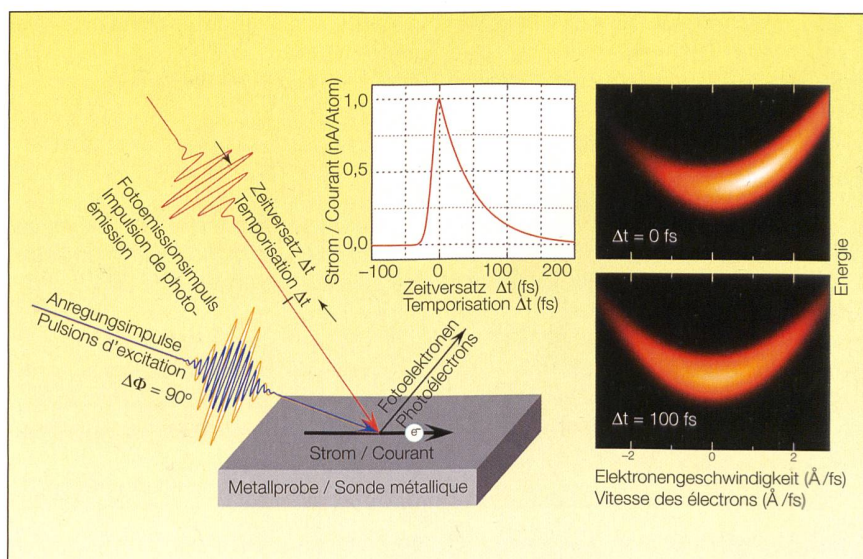 Fotoemissionsimpuls
Impulsion de photo-
émission
Zeitversatz Δt
Temporisation Δt
Anregungsimpulse
Pulsions d'excitation
ΔΦ = 90°
Fotoelektronen
Photoélectrons
e⁻
Strom / Courant
Metallprobe / Sonde métallique
Strom / Courant (nA/Atom)
1,0
0,5
0,0
-100
0
100
200
Zeitversatz Δt (fs)
Temporisation Δt (fs)
Δt = 0 fs
Energie
Δt = 100 fs
-2
0
2
Elektronengeschwindigkeit (Å/fs)
Vitesse des électrons (Å/fs)